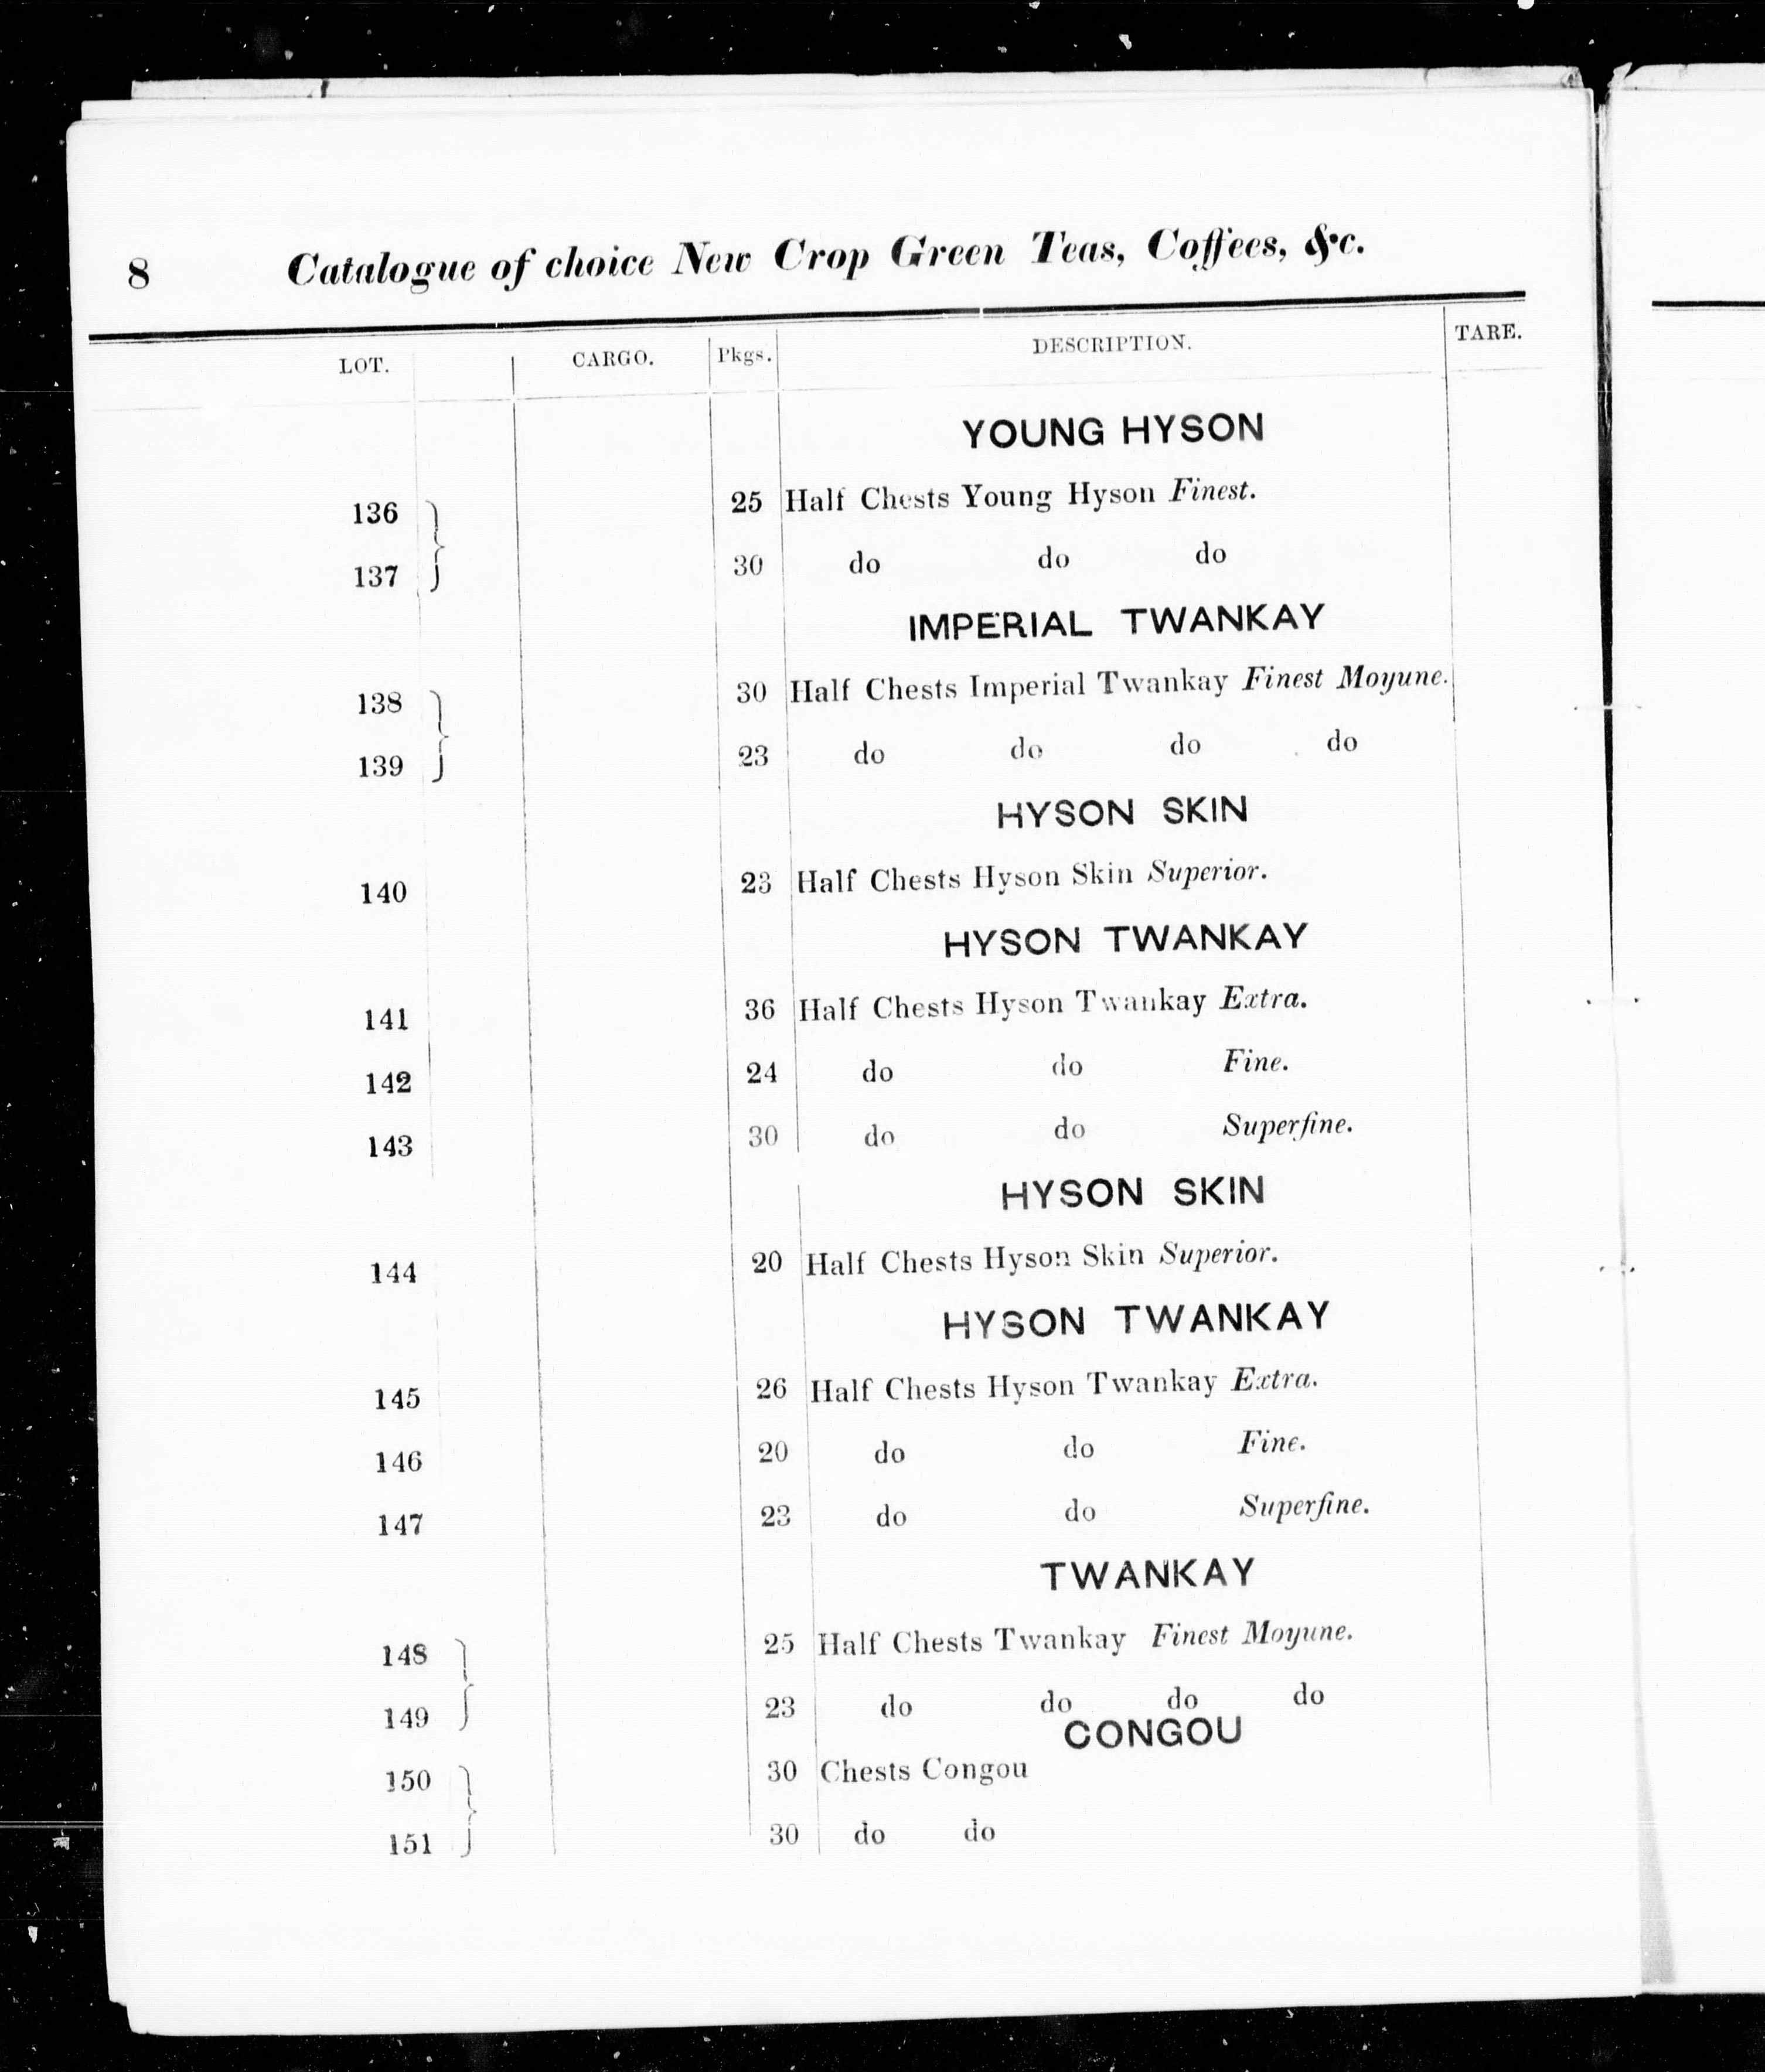 8 Catalogue of choice New Crop Green Teas, Coffees, &c.
LOT. CARGO. Pkgs. DESCRIPTION. TARE.
YOUNG HYSON
136 25 Half Chests Young Hyson Finest.
137 30 do do do
IMPERIAL TWANKAY
138 30 Half Chests Imperial Twankay Finest Moyune.
139 23 do do do do
HYSON SKIN
140 23 Half Chests Hyson Skin Superior.
HYSON TWANKAY
141 36 Half Chests Hyson Twankay Extra.
142 24 do do Fine.
143 30 do do Superfine.
HYSON SKIN
144 20 Half Chests Hyson Skin Superior.
HYSON TWANKAY
145 26 Half Chests Hyson Twankay Extra.
146 20 do do Fine.
147 23 do do Superfine.
TWANKAY
148 25 Half Chests Twankay Finest Moyune.
149 23 do do do do
CONGOU
150 30 Chests Congou
151 30 do do